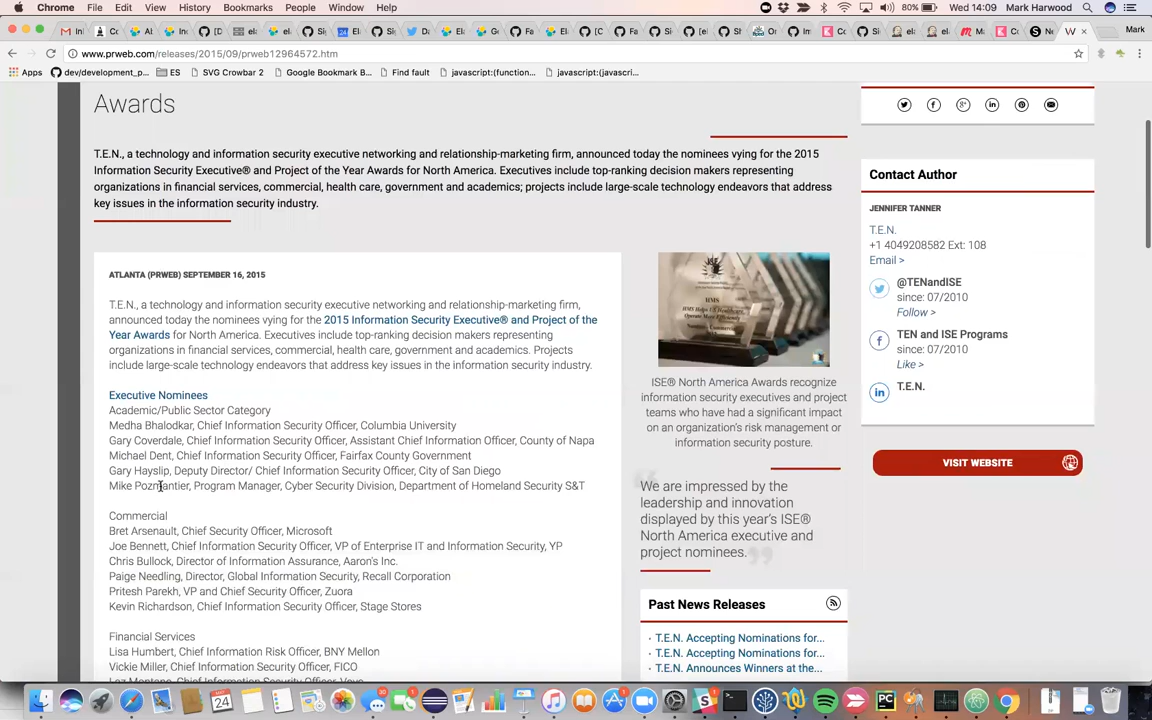 Chrome File Edit View History Bookmarks People Window Help 80% Wed 14:09 Mark Harwood
Mark
www.prweb.com/releases/2015/09/prweb12964572.htm
Apps dev/development_p... ES SVG Crowbar 2 Google Bookmark B... Find fault javascript:(function... javascript:(javascri...
Awards
T.E.N., a technology and information security executive networking and relationship-marketing firm, announced today the nominees vying for the 2015
Information Security Executive® and Project of the Year Awards for North America. Executives include top-ranking decision makers representing
organizations in financial services, commercial, health care, government and academics; projects include large-scale technology endeavors that address
key issues in the information security industry.
ATLANTA (PRWEB) SEPTEMBER 16, 2015
T.E.N., a technology and information security executive networking and relationship-marketing firm,
announced today the nominees vying for the 2015 Information Security Executive® and Project of the
Year Awards for North America. Executives include top-ranking decision makers representing
organizations in financial services, commercial, health care, government and academics. Projects
include large-scale technology endeavors that address key issues in the information security industry.
Executive Nominees
Academic/Public Sector Category
Medha Bhalodkar, Chief Information Security Officer, Columbia University
Gary Coverdale, Chief Information Security Officer, Assistant Chief Information Officer, County of Napa
Michael Dent, Chief Information Security Officer, Fairfax County Government
Gary Hayslip, Deputy Director/ Chief Information Security Officer, City of San Diego
Mike Pozmantier, Program Manager, Cyber Security Division, Department of Homeland Security S&T
Commercial
Bret Arsenault, Chief Security Officer, Microsoft
Joe Bennett, Chief Information Security Officer, VP of Enterprise IT and Information Security, YP
Chris Bullock, Director of Information Assurance, Aaron's Inc.
Paige Needling, Director, Global Information Security, Recall Corporation
Pritesh Parekh, VP and Chief Security Officer, Zuora
Kevin Richardson, Chief Information Security Officer, Stage Stores
Financial Services
Lisa Humbert, Chief Information Risk Officer, BNY Mellon
Vickie Miller, Chief Information Security Officer, FICO
ISE
HMS
ISE® North America Awards recognize
information security executives and project
teams who have had a significant impact
on an organization's risk management or
information security posture.
We are impressed by the
leadership and innovation
displayed by this year's ISE®
North America executive and
project nominees.
Past News Releases
T.E.N. Accepting Nominations for...
T.E.N. Accepting Nominations for...
T.E.N. Announces Winners at the...
Contact Author
JENNIFER TANNER
T.E.N.
+1 4049208582 Ext: 108
Email >
@TENandISE
since: 07/2010
Follow >
TEN and ISE Programs
since: 07/2010
Like >
T.E.N.
VISIT WEBSITE